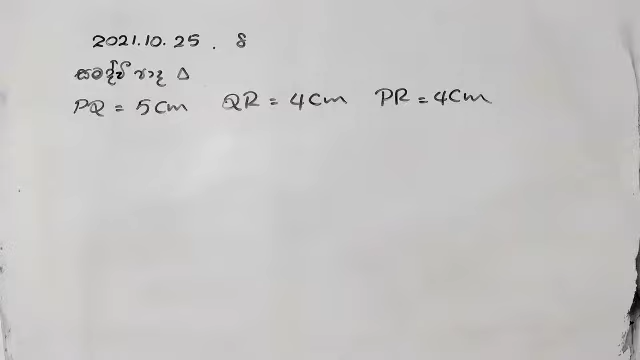 2021.10.25. 8
සමද්වි පාද Δ
PQ = 5cm QR = 4cm PR = 4cm